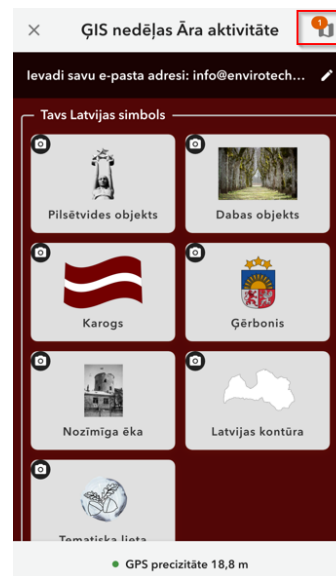 ĢIS nedēļas Āra aktivitāte
1
Ievadi savu e-pasta adresi: info@envirotech...
Tavs Latvijas simbols
Pilsētvides objekts
Dabas objekts
Karogs
Ģērbonis
Nozīmīga ēka
Latvijas kontūra
Tematiska lieta
GPS precizitāte 18,8 m